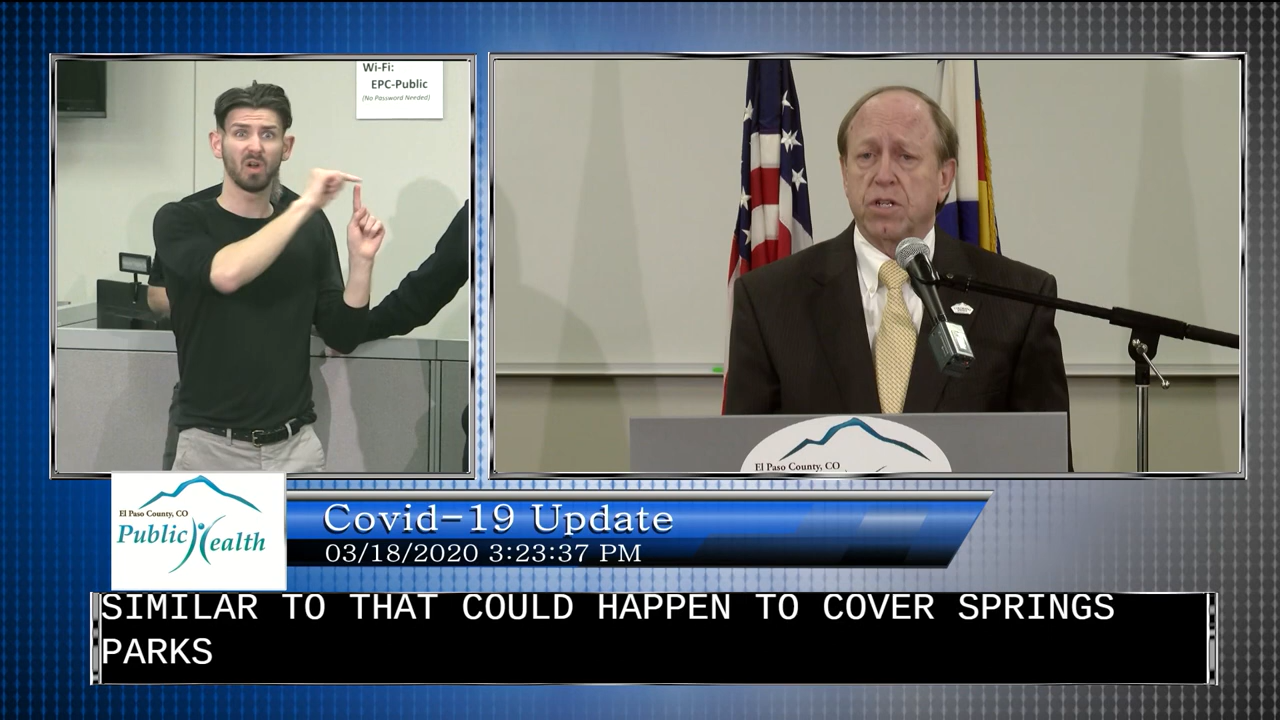 Wi-Fi:
EPC-Public
(No Password Needed)
El Paso County, CO
El Paso County, CO
Public Health
Covid-19 Update
03/18/2020 3:23:37 PM
SIMILAR TO THAT COULD HAPPEN TO COVER SPRINGS
PARKS